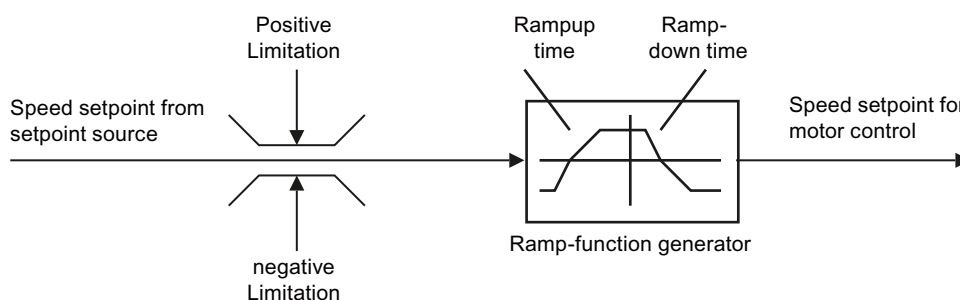 Positive
Limitation
Rampup
time
Ramp-
down time
Speed setpoint from
setpoint source
Speed setpoint for
motor control
Ramp-function generator
negative
Limitation